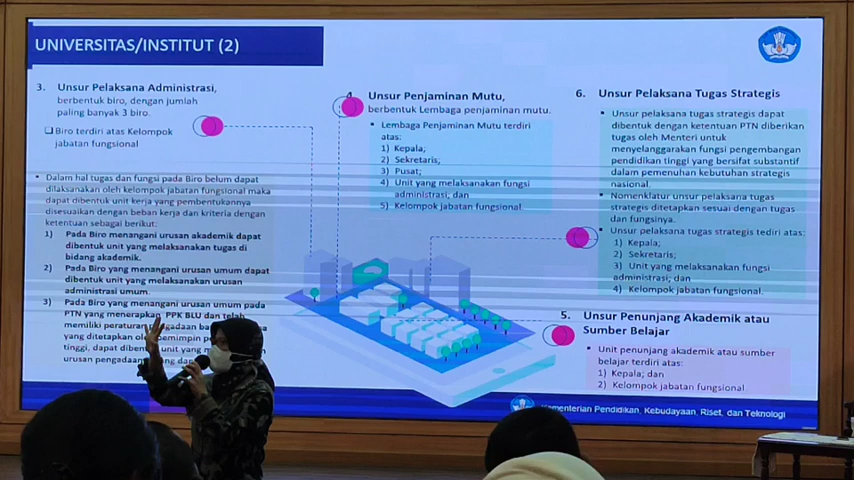 UNIVERSITAS/INSTITUT (2)
3. Unsur Pelaksana Administrasi,
berbentuk biro, dengan jumlah
paling banyak 3 biro.
Biro terdiri atas Kelompok
jabatan fungsional
Dalam hal tugas dan fungsi pada Biro belum dapat
dilaksanakan oleh kelompok jabatan fungsional maka
dapat dibentuk unit kerja yang pembentukannya
disesuaikan dengan beban kerja dan kriteria dengan
ketentuan sebagai berikut:
1) Pada Biro menangani urusan akademik dapat
dibentuk unit yang melaksanakan tugas di
bidang akademik.
2) Pada Biro yang menangani urusan umum dapat
dibentuk unit yang melaksanakan urusan
administrasi umum.
3) Pada Biro yang menangani urusan umum pada
PTN yang menerapkan PPK BLU dan telah
memiliki peraturan
yang ditetapkan
tinggi, dapat unit yang
urusan
4. Unsur Penjaminan Mutu,
berbentuk Lembaga penjaminan mutu.
Lembaga Penjaminan Mutu terdiri
atas:
1) Kepala;
2) Sekretaris;
3) Pusat;
4) Unit yang melaksanakan fungsi
administrasi, dan
5) Kelompok jabatan fungsional.
6. Unsur Pelaksana Tugas Strategis
Unsur pelaksana tugas strategis dapat
dibentuk dengan ketentuan PTN diberikan
tugas oleh Menteri untuk
menyelanggarakan fungsi pengembangan
pendidikan tinggi yang bersifat substantif
dalam pemenuhan kebutuhan strategis
nasional.
Nomenklatur unsur pelaksana tugas
strategis ditetapkan sesuai dengan tugas
dan fungsinya.
Unsur pelaksana tugas strategis tediri atas:
1) Kepala;
2) Sekretaris;
3) Unit yang melaksanakan fungsi
administrasi; dan
4) Kelompok jabatan fungsional.
5. Unsur Penunjang Akademik atau
Sumber Belajar
Unit penunjang akademik atau sumber
belajar terdiri atas:
1) Kepala; dan
2) Kelompok jabatan fungsional
Kementerian Pendidikan, Kebudayaan, Riset, dan Teknologi